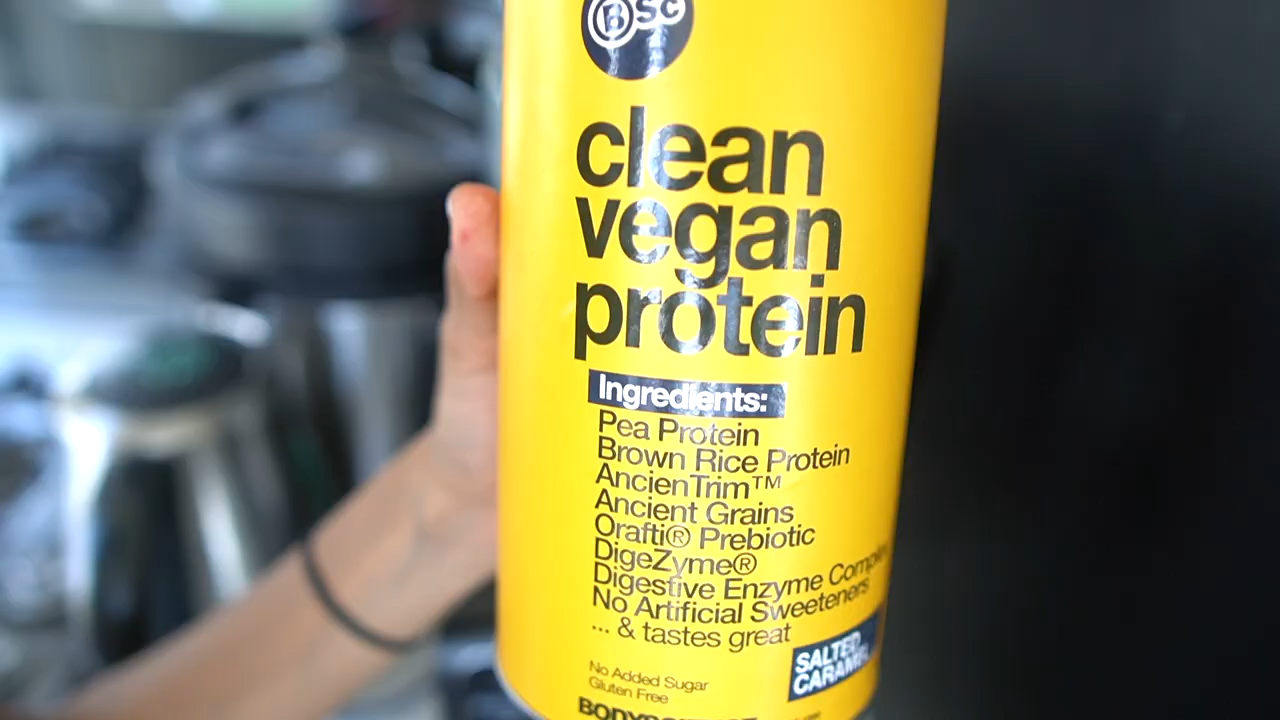 BSc
clean
vegan
protein
Ingredients:
Pea Protein
Brown Rice Protein
AncienTrim™
Ancient Grains
Orafti® Prebiotic
DigeZyme®
Digestive Enzyme
No Artificial Sweeteners
... & tastes great
SALTED
CARAMEL
No Added Sugar
Gluten Free